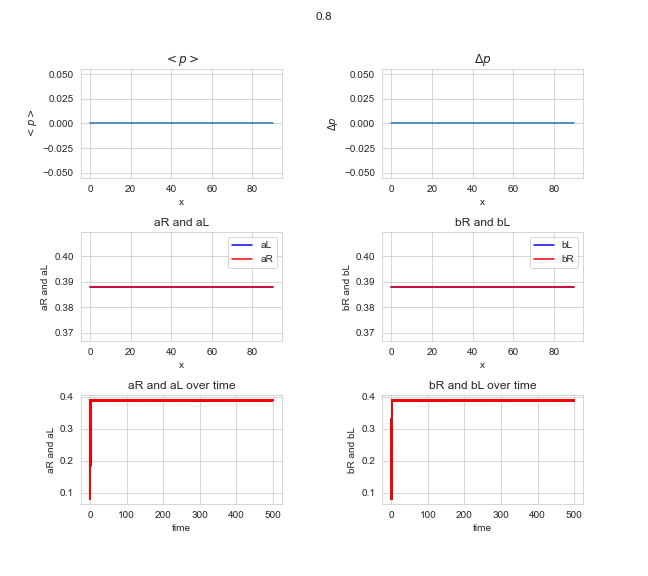 0.8
< p >
Δp
0.050
0.025
0.000
−0.025
−0.050
< p >
0 20 40 60 80
x
0.050
0.025
0.000
−0.025
−0.050
Δp
0 20 40 60 80
x
aR and aL
aL
aR
0.40
0.39
0.38
0.37
aR and aL
0 20 40 60 80
x
bR and bL
bL
bR
0.40
0.39
0.38
0.37
bR and bL
0 20 40 60 80
x
aR and aL over time
0.4
0.3
0.2
0.1
aR and aL
0 100 200 300 400 500
time
bR and bL over time
0.4
0.3
0.2
0.1
bR and bL
0 100 200 300 400 500
time